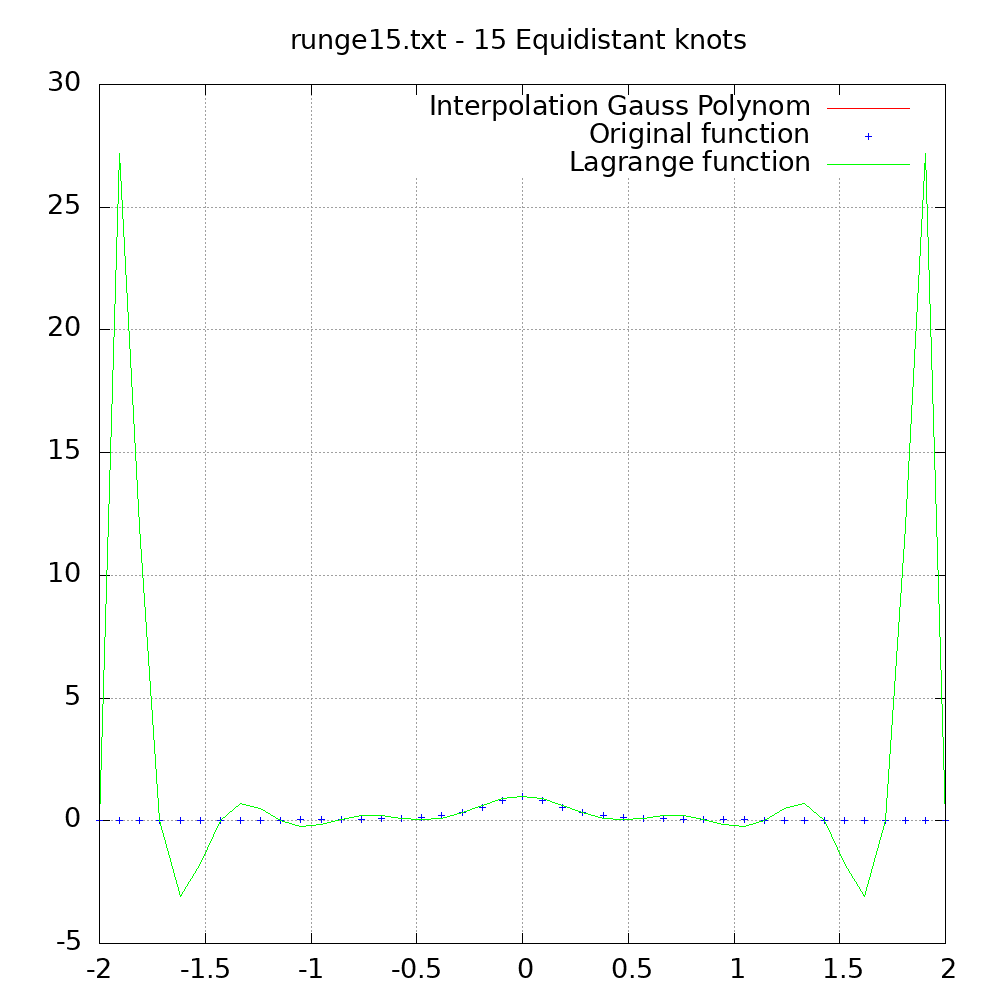 runge15.txt - 15 Equidistant knots
30
Interpolation Gauss Polynom
Original function
Lagrange function
25
20
15
10
5
0
-5
-2 -1.5 -1 -0.5 0 0.5 1 1.5 2